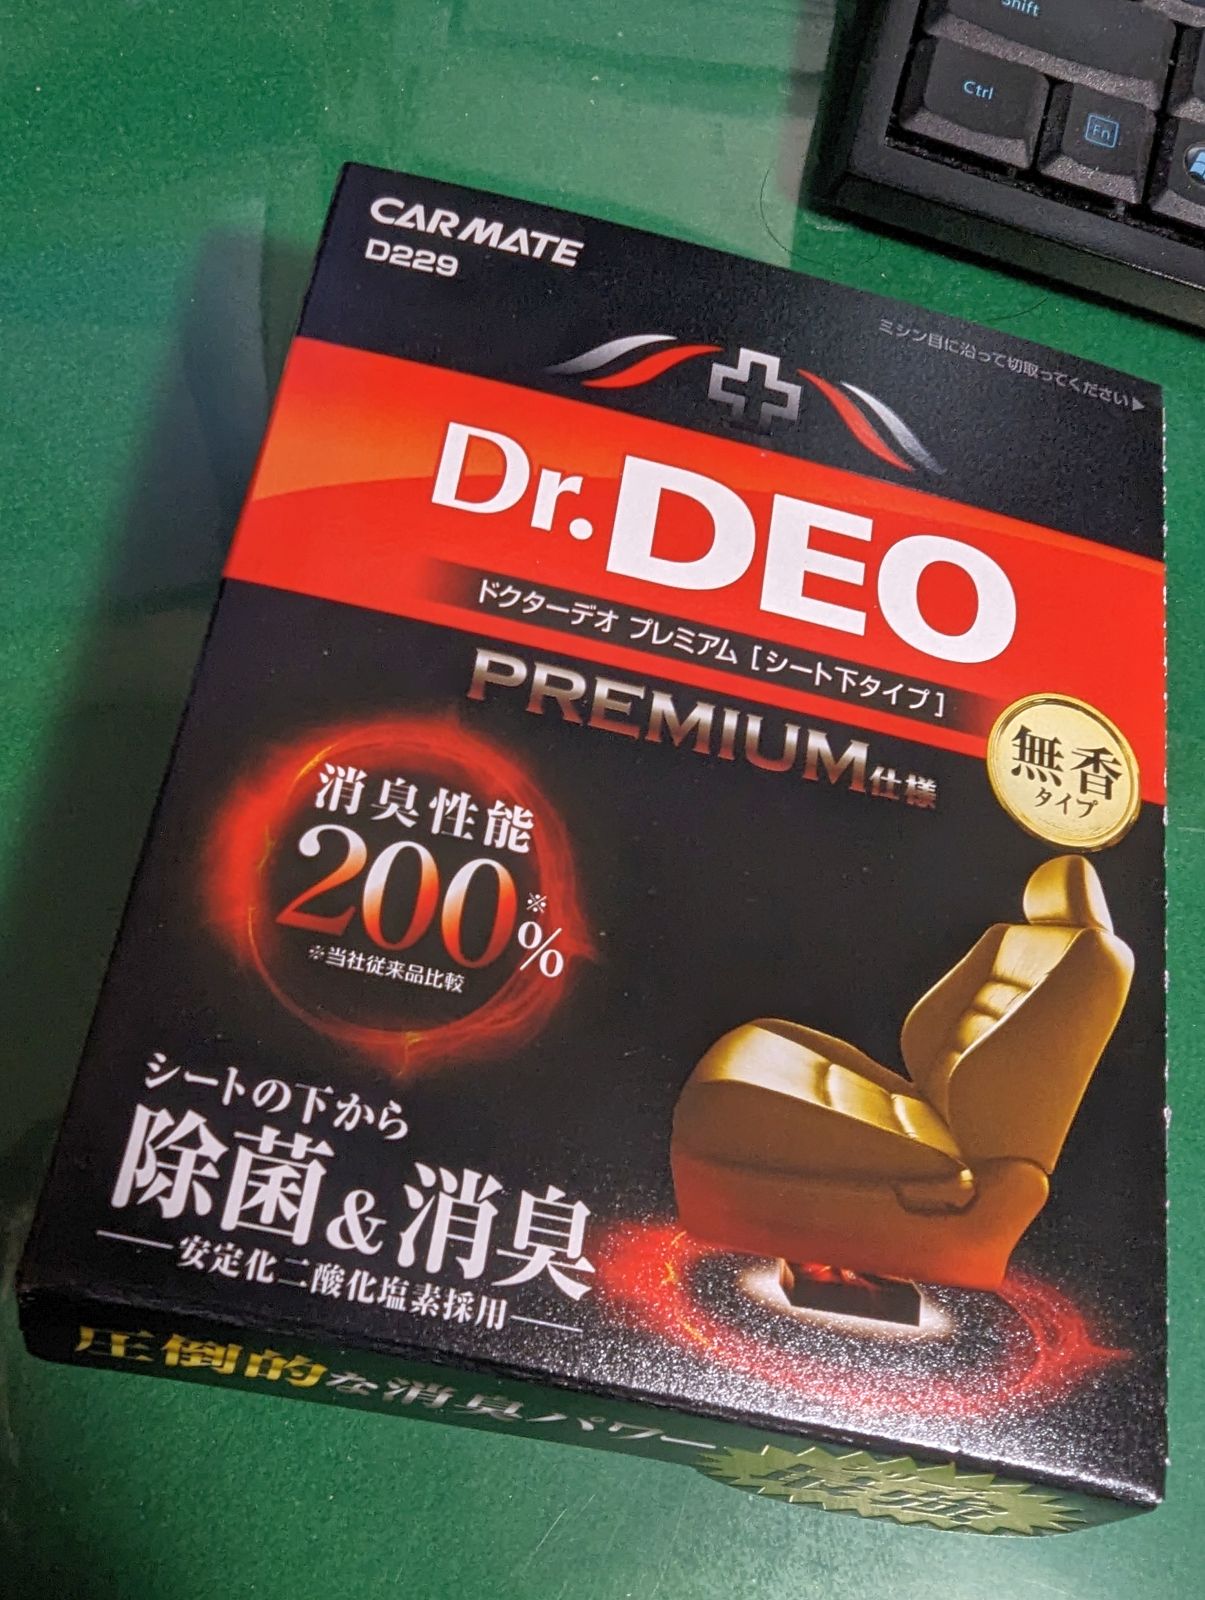 Shift
Ctrl
Fn
CARMATE
D229
ミシン目に沿って切取ってください▶
Dr.DEO
ドクターデオ プレミアム [シート下タイプ]
PREMIUM仕様
無香
タイプ
消臭性能
200※%
※当社従来品比較
シートの下から
除菌&消臭
安定化二酸化塩素採用
圧倒的な消臭パワー